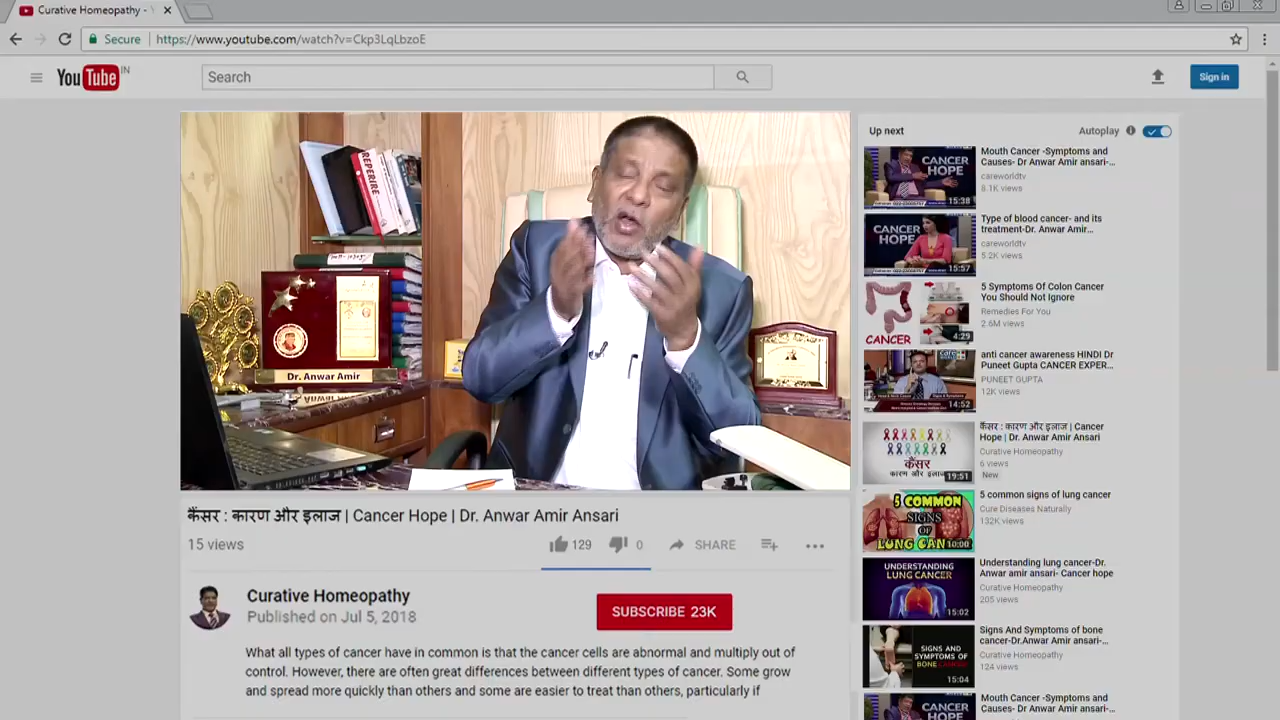 Curative Homeopathy -
Secure
https://www.youtube.com/watch?v=Ckp3LqLbzoE
YouTube IN
Search
Sign in
REPERIRE
Dr. Anwar Amir
कैंसर : कारण और इलाज | Cancer Hope | Dr. Anwar Amir Ansari
15 views
129
0
SHARE
Curative Homeopathy
Published on Jul 5, 2018
SUBSCRIBE 23K
What all types have in common is that the cancer cells are abnormal and multiply out of
control. However, there are often great differences between different types of cancer. Some grow
and spread more quickly than others and some are easier to treat than others, particularly if
Up next
Autoplay
CANCER
HOPE
15:38
Mouth Cancer -Symptoms and
Causes- Dr Anwar Amir ansari-...
careworldtv
8.1K views
CANCER
HOPE
15:57
Type of blood cancer- and its
treatment-Dr. Anwar Amir...
careworldtv
5.2K views
CANCER
4:29
5 Symptoms Of Colon Cancer
You Should Not Ignore
Remedies For You
2.6M views
14:52
anti cancer awareness HINDI Dr
Puneet Gupta CANCER EXPER...
PUNEET GUPTA
12K views
कैंसर
कारण और इलाज
19:51
कैंसर : कारण और इलाज | Cancer
Hope | Dr. Anwar Amir Ansari
Curative Homeopathy
6 views
New
5 COMMON
SIGNS
OF
LUNG CAN
10:00
5 common signs of lung cancer
Cure Diseases Naturally
132K views
UNDERSTANDING
LUNG CANCER
15:02
Understanding lung cancer-Dr.
Anwar amir ansari- Cancer hope
Curative Homeopathy
205 views
SIGNS AND
SYMPTOMS OF
BONE CANCER
15:04
Signs And Symptoms of bone
cancer-Dr.Anwar Amir ansari-...
Curative Homeopathy
124 views
CANCER
Mouth Cancer -Symptoms and
Causes- Dr Anwar Amir ansari-...